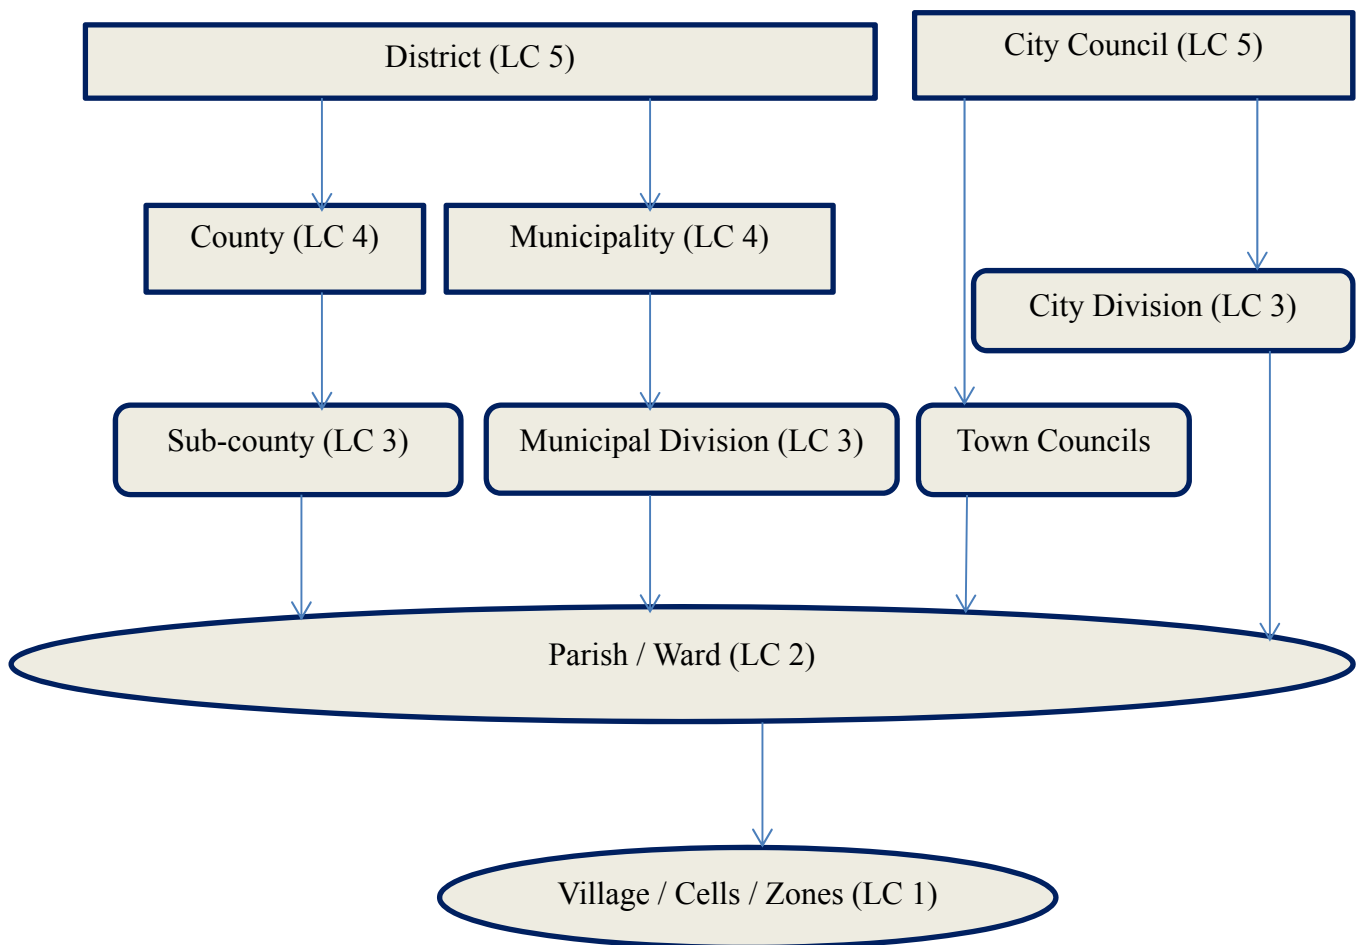 District (LC 5)
City Council (LC 5)
County (LC 4)
Municipality (LC 4)
City Division (LC 3)
Sub-county (LC 3)
Municipal Division (LC 3)
Town Councils
Parish / Ward (LC 2)
Village / Cells / Zones (LC 1)